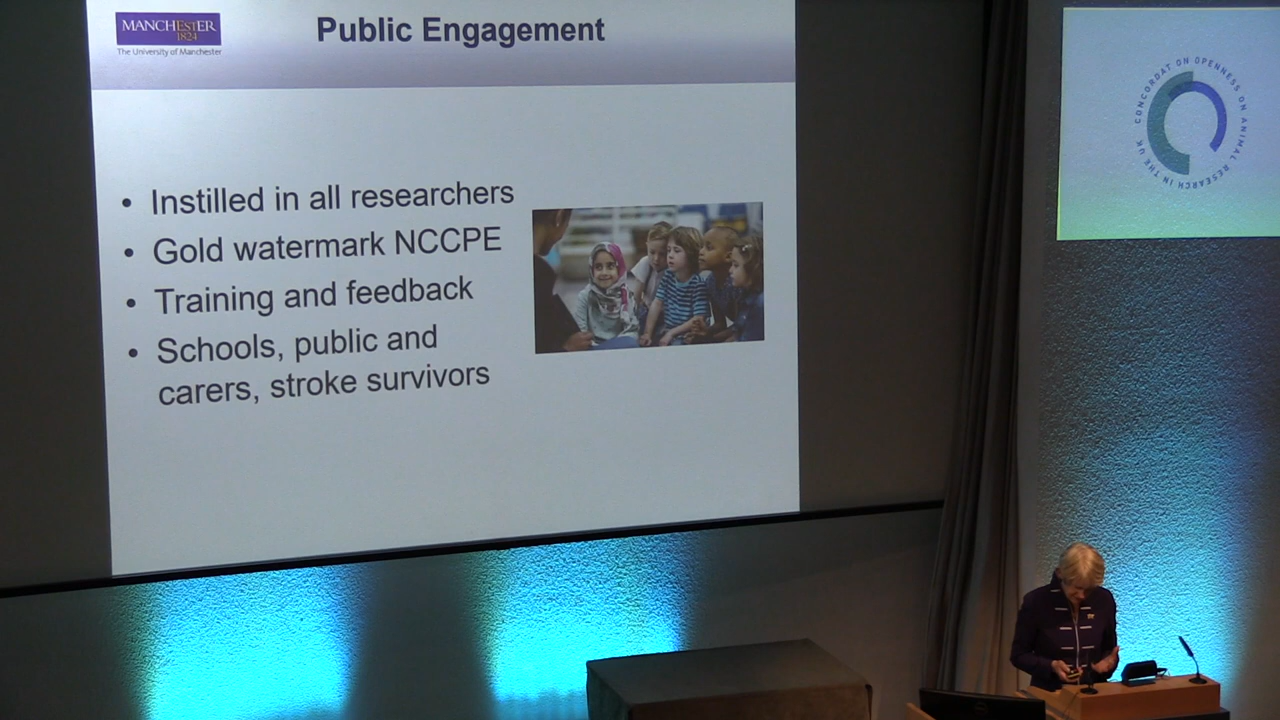 MANCHESTER
1824
The University of Manchester
Public Engagement
• Instilled in all researchers
• Gold watermark NCCPE
• Training and feedback
• Schools, public and
carers, stroke survivors
CONCORDAT ON OPENNESS ON ANIMAL RESEARCH IN THE UK